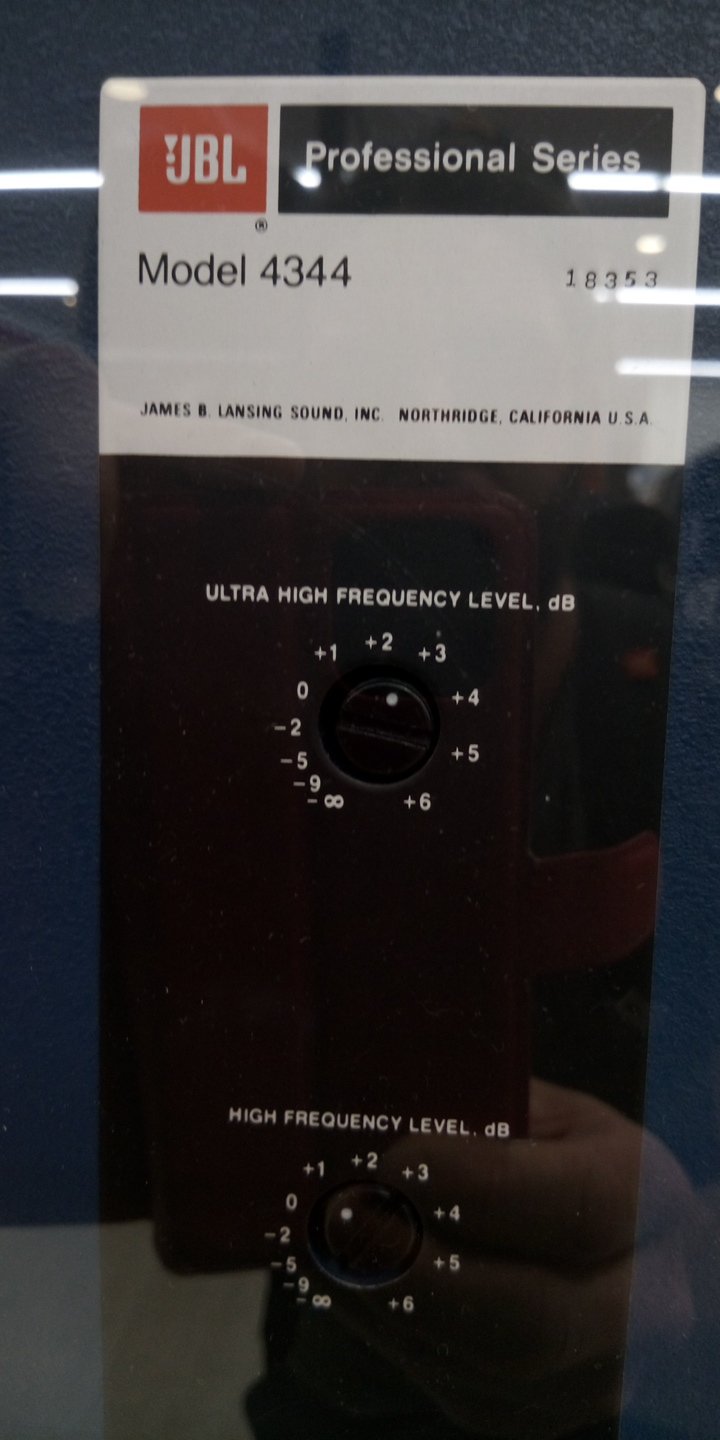 JBL Professional Series
®
Model 4344 18353
JAMES B. LANSING SOUND, INC. NORTHRIDGE, CALIFORNIA U.S.A.
ULTRA HIGH FREQUENCY LEVEL, dB
+1 +2 +3
0 +4
-2
-5 +5
-9
-∞ +6
HIGH FREQUENCY LEVEL, dB
+1 +2 +3
0 +4
-2
-5 +5
-9
-∞ +6